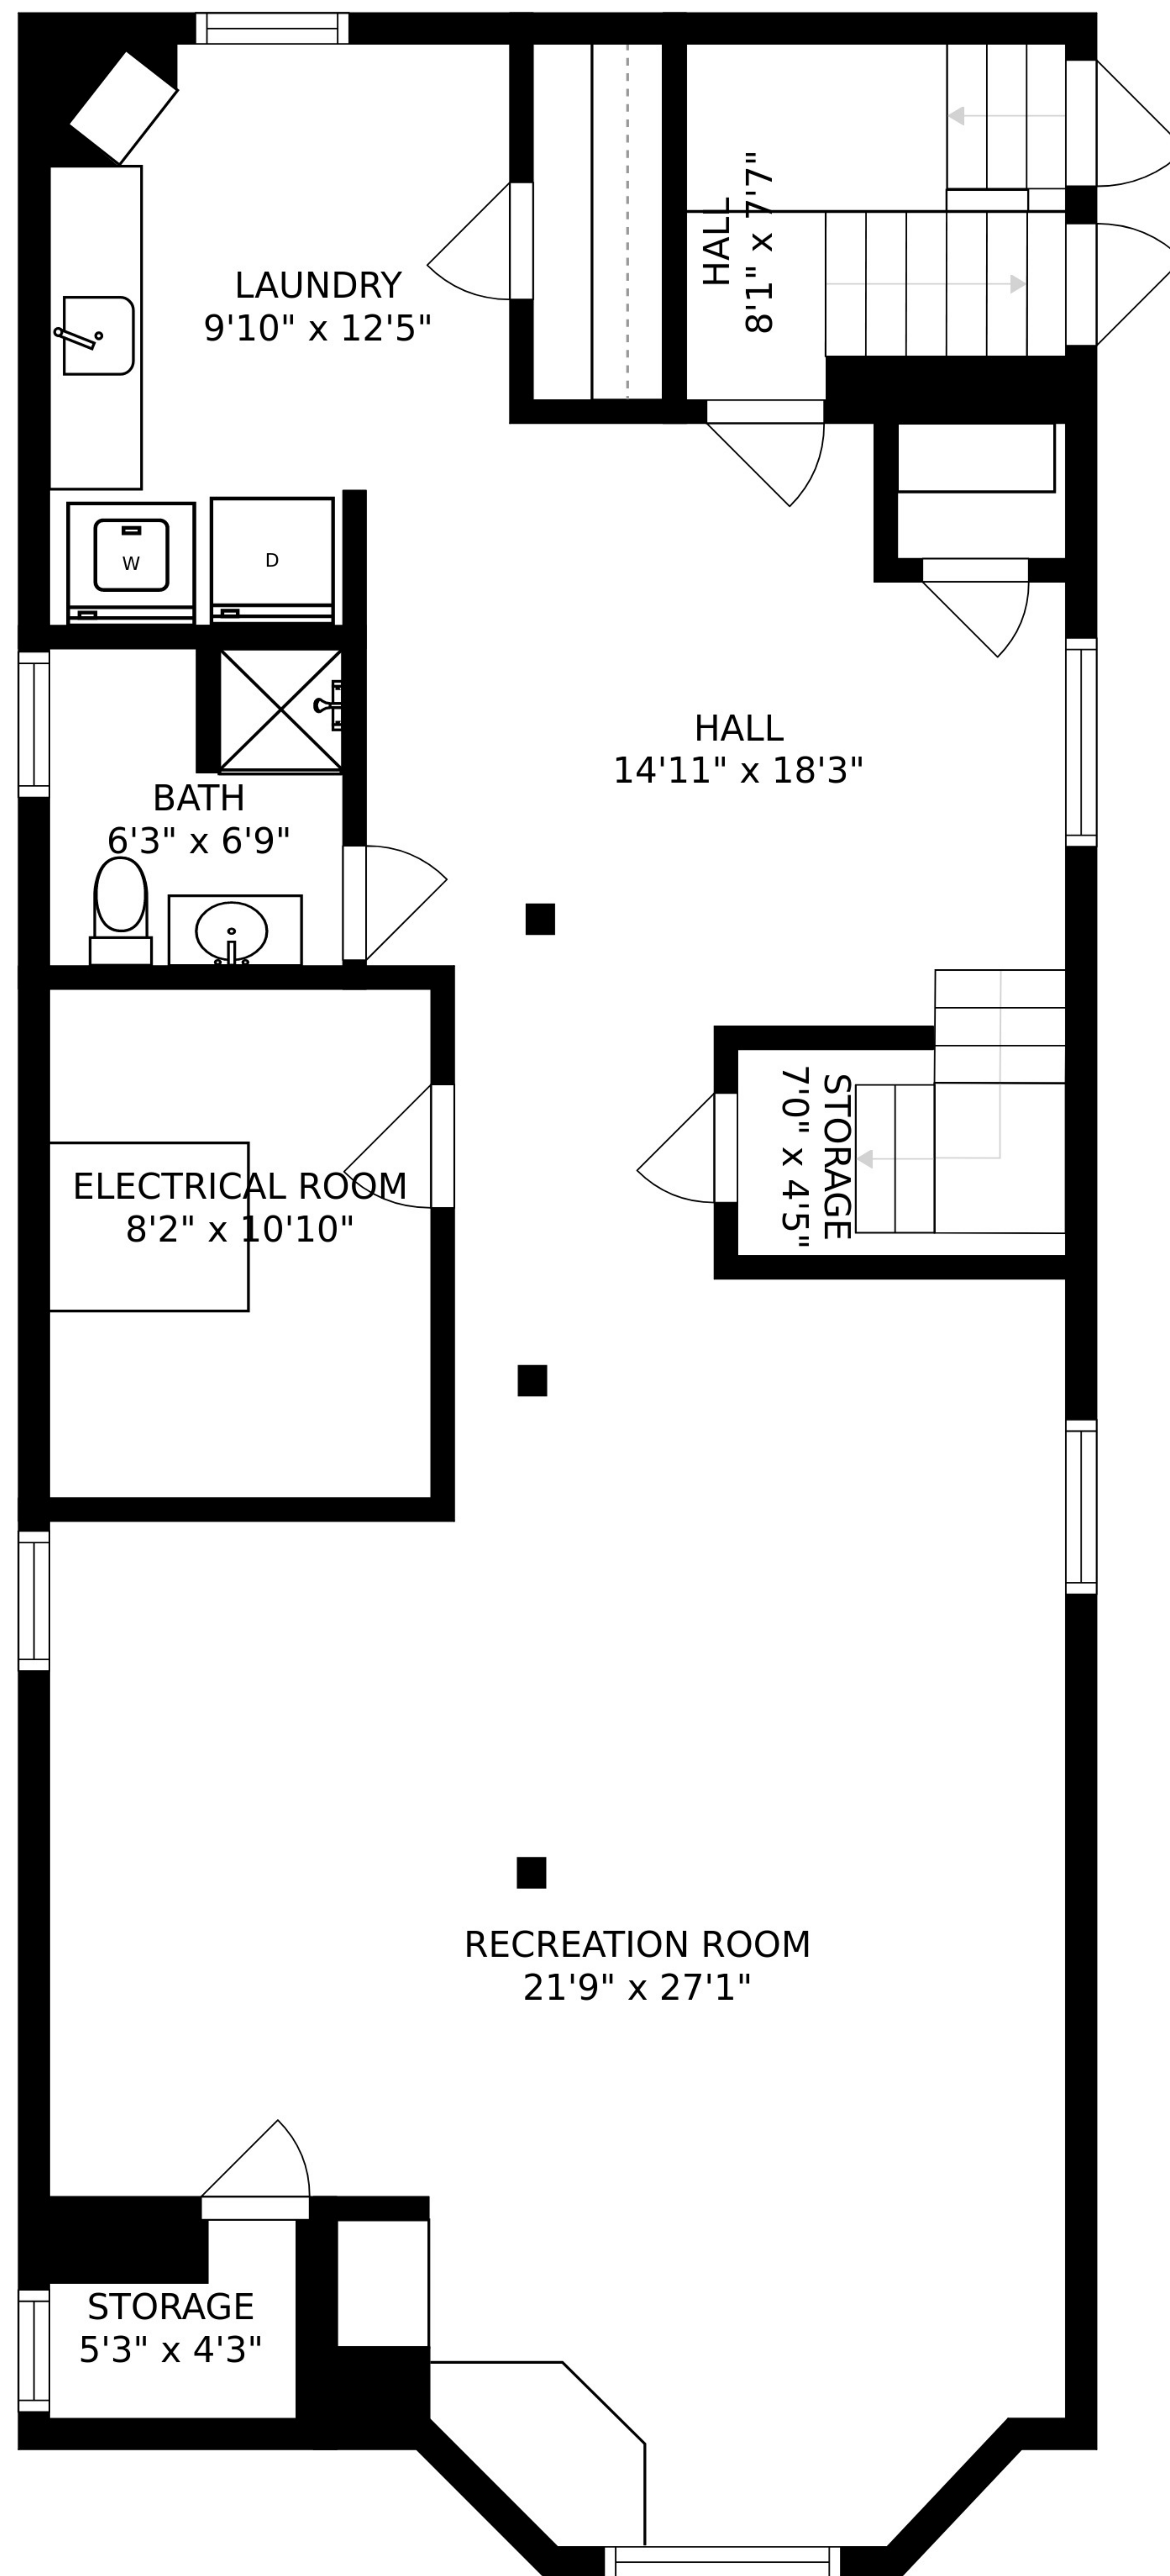 HALL
8'1" x 7'7"
LAUNDRY
9'10" x 12'5"
W
D
HALL
14'11" x 18'3"
BATH
6'3" x 6'9"
STORAGE
7'0" x 4'5"
ELECTRICAL ROOM
8'2" x 10'10"
RECREATION ROOM
21'9" x 27'1"
STORAGE
5'3" x 4'3"